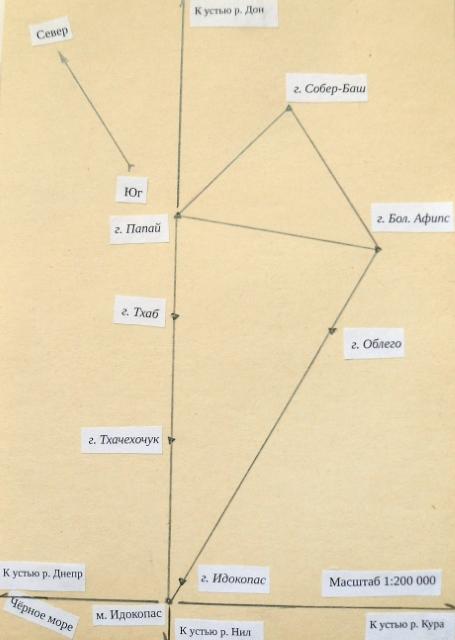 К устью р. Дон
Север
г. Собер-Баш
Юг
г. Бол. Афипс
г. Папай
г. Тхаб
г. Облего
г. Тхачехочук
К устью р. Днепр
г. Идокопас
Масштаб 1:200 000
Чёрное море
м. Идокопас
К устью р. Нил
К устью р. Кура